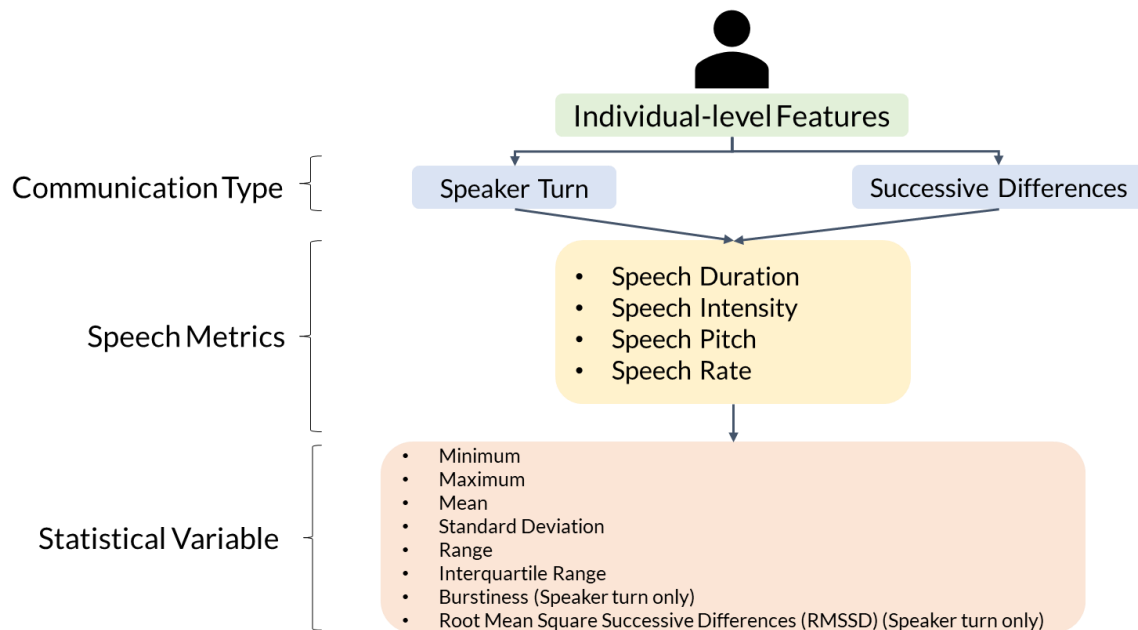 Individual-level Features
Communication Type
Speaker Turn
Successive Differences
Speech Metrics
• Speech Duration
• Speech Intensity
• Speech Pitch
• Speech Rate
Statistical Variable
• Minimum
• Maximum
• Mean
• Standard Deviation
• Range
• Interquartile Range
• Burstiness (Speaker turn only)
• Root Mean Square Successive Differences (RMSSD) (Speaker turn only)